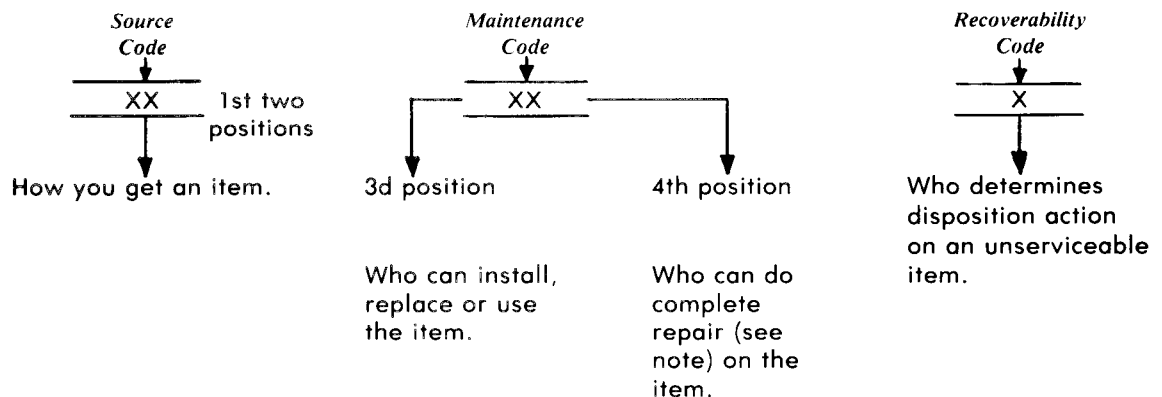 Source
Code
XX
1st two
positions
How you get an item.
Maintenance
Code
XX
3d position
Who can install,
replace or use
the item.
4th position
Who can do
complete
repair (see
note) on the
item.
Recoverability
Code
X
Who determines
disposition action
on an unserviceable
item.